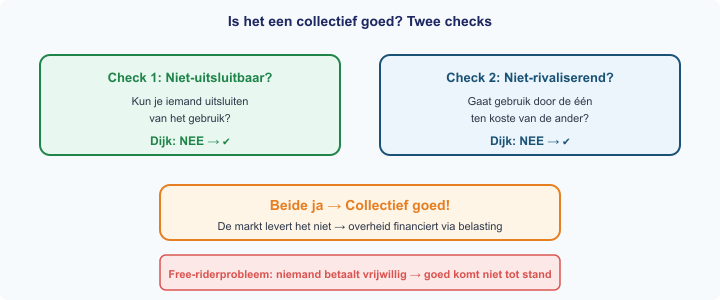 Is het een collectief goed? Twee checks
Check 1: Niet-uitsluitbaar?
Kun je iemand uitsluiten
van het gebruik?
Dijk: NEE → ✔
Check 2: Niet-rivaliserend?
Gaat gebruik door de één
ten koste van de ander?
Dijk: NEE → ✔
Beide ja → Collectief goed!
De markt levert het niet → overheid financiert via belasting
Free-riderprobleem: niemand betaalt vrijwillig → goed komt niet tot stand